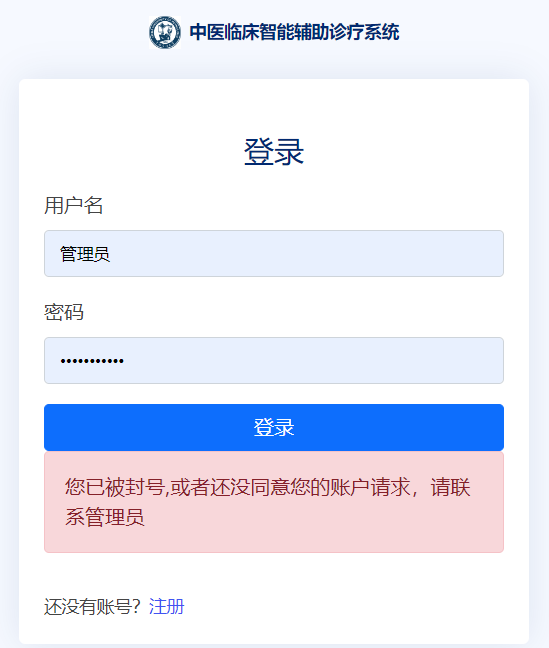 中医临床智能辅助诊疗系统
登录
用户名
管理员
密码
•••••••••••
登录
您已被封号,或者还没同意您的账户请求，请联
系管理员
还没有账号？注册